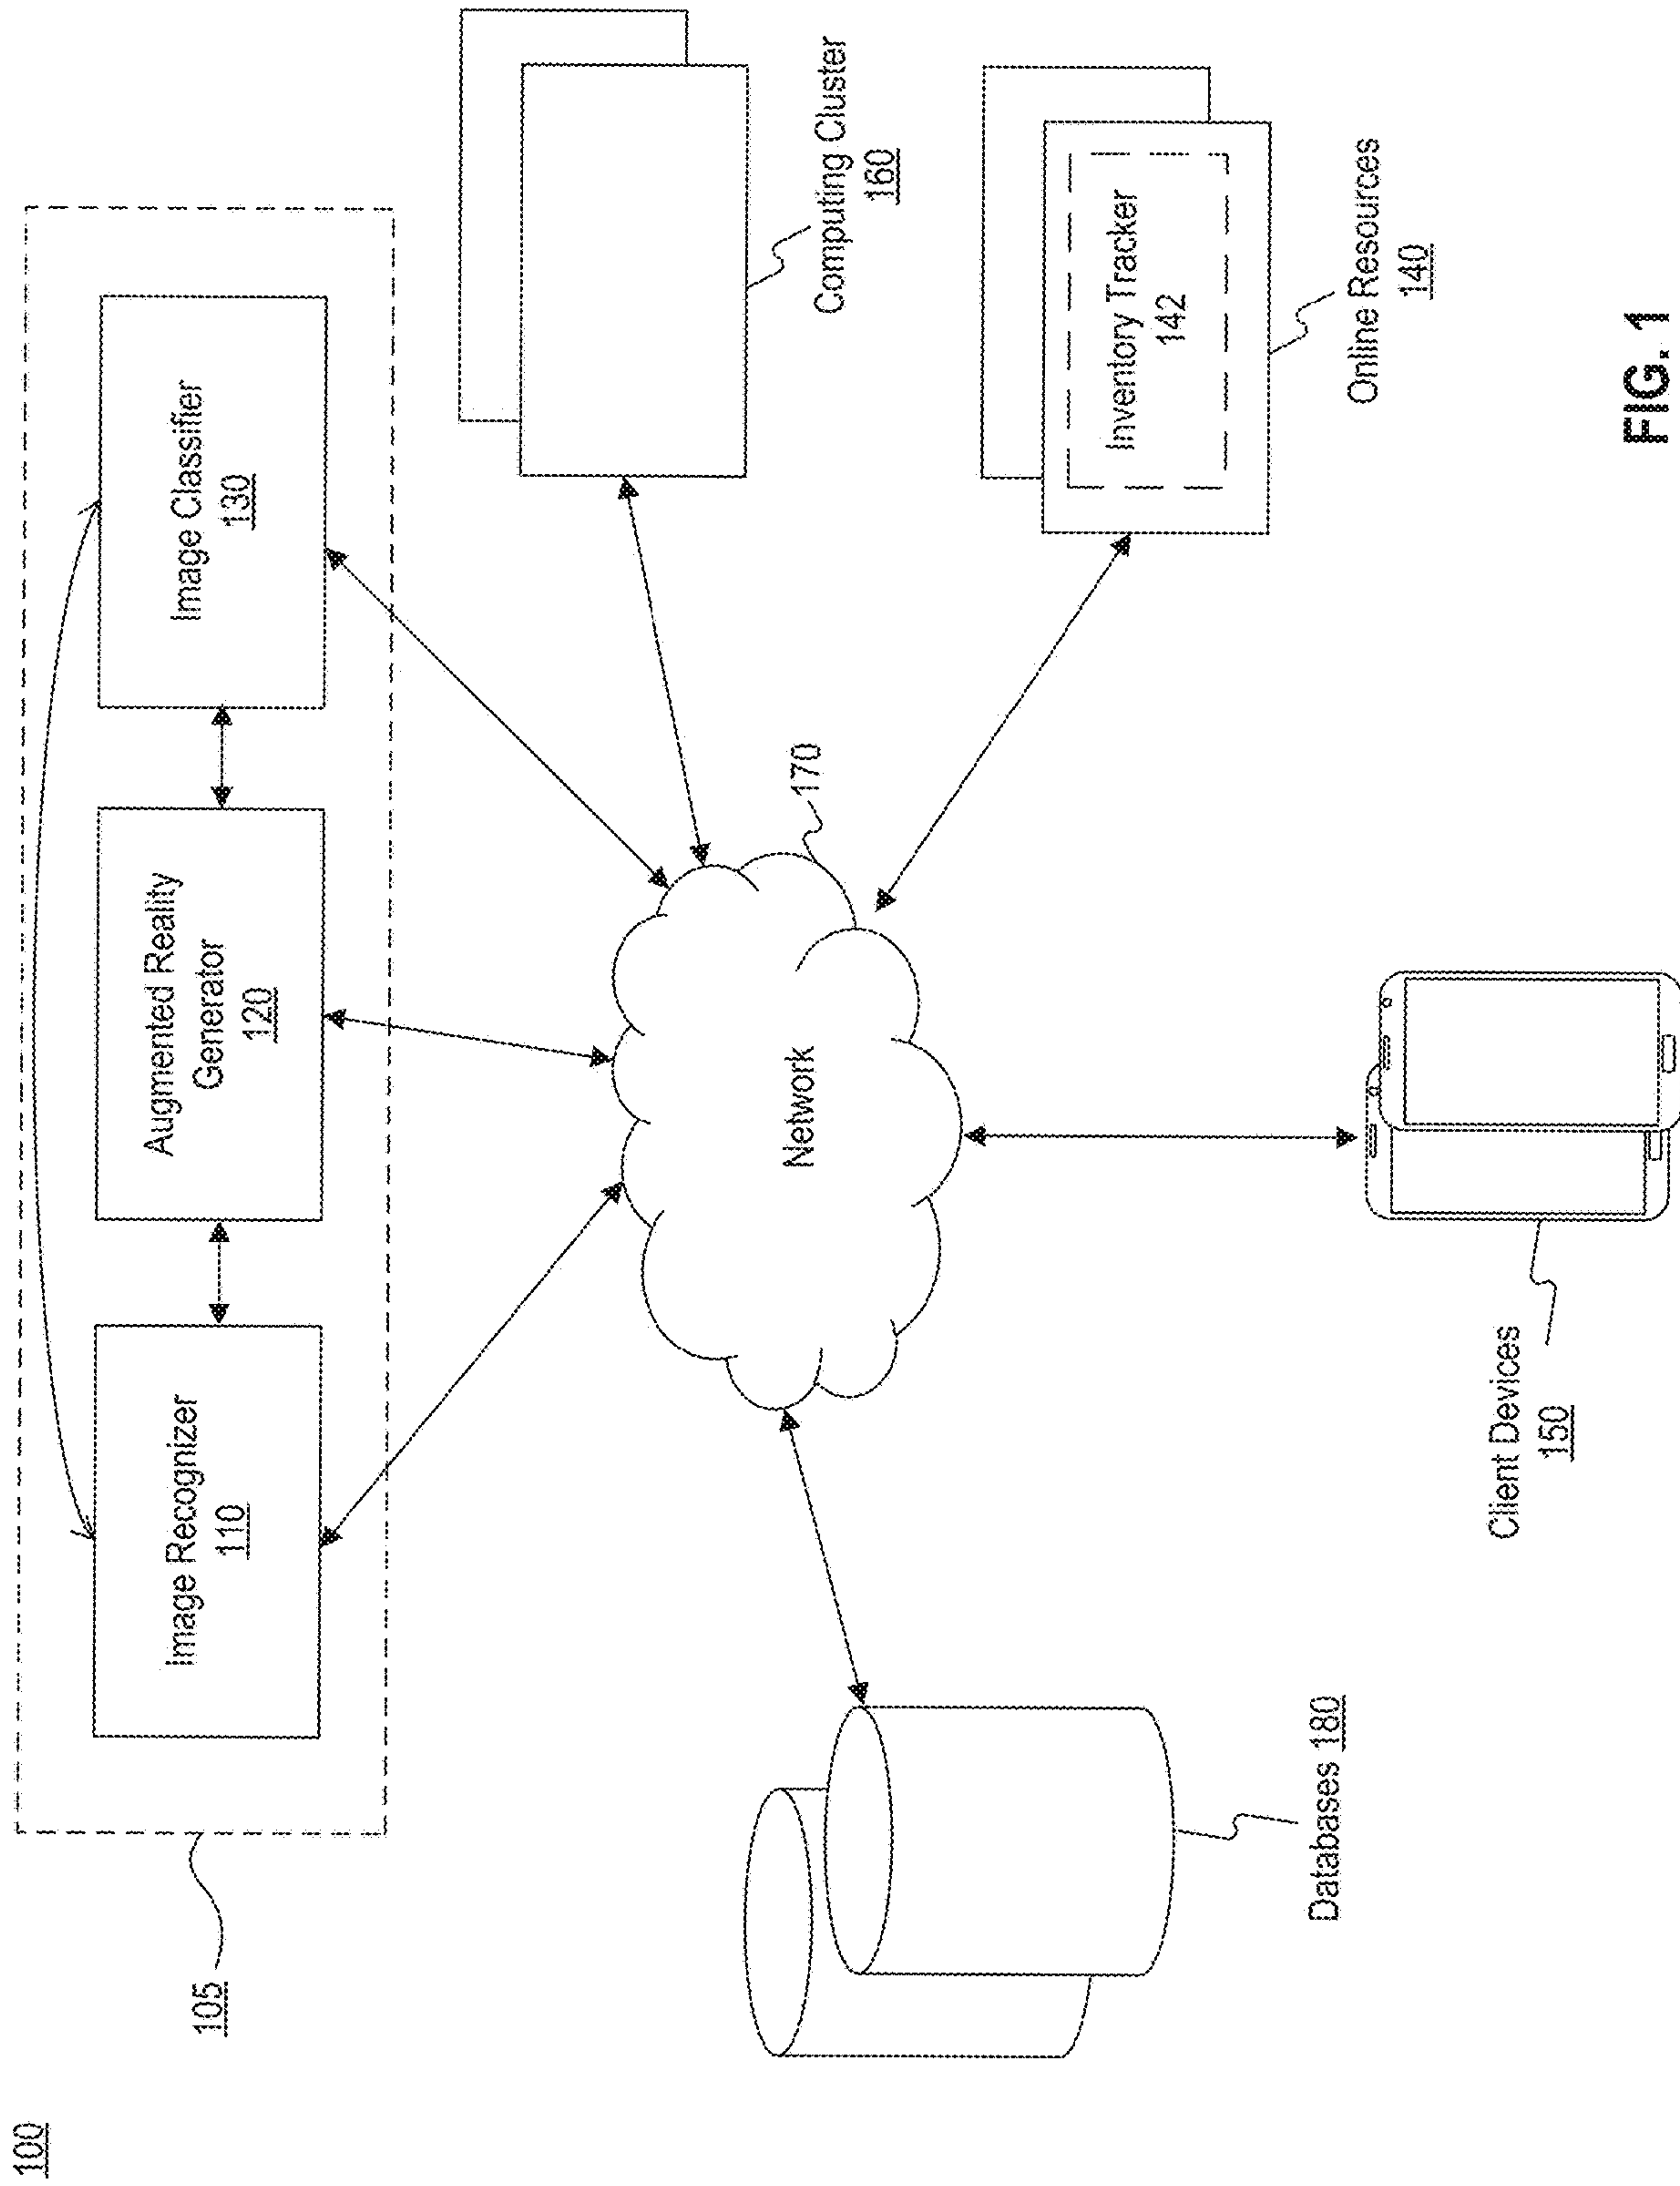 100
105
Image Recognizer
110
Augmented Reality
Generator
120
Image Classifier
130
Network
170
Computing Cluster
160
Inventory Tracker
142
Online Resources
140
Databases 180
Client Devices
150
FIG. 1